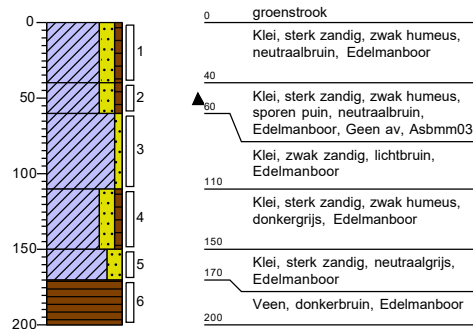 0
50
100
150
200
1
2
3
4
5
6
0 groenstrook
Klei, sterk zandig, zwak humeus,
neutraalbruin, Edelmanboor
40
Klei, sterk zandig, zwak humeus,
sporen puin, neutraalbruin,
Edelmanboor, Geen av, Asbmm03
60
Klei, zwak zandig, lichtbruin,
Edelmanboor
110
Klei, sterk zandig, zwak humeus,
donkergrijs, Edelmanboor
150
Klei, sterk zandig, neutraalgrijs,
Edelmanboor
170
Veen, donkerbruin, Edelmanboor
200